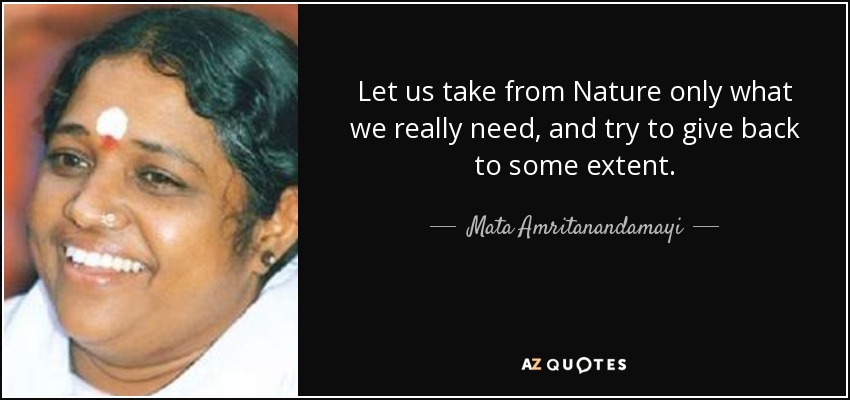 Let us take from Nature only what
we really need, and try to give back
to some extent.
Mata Amritanandamayi
AZ QUOTES